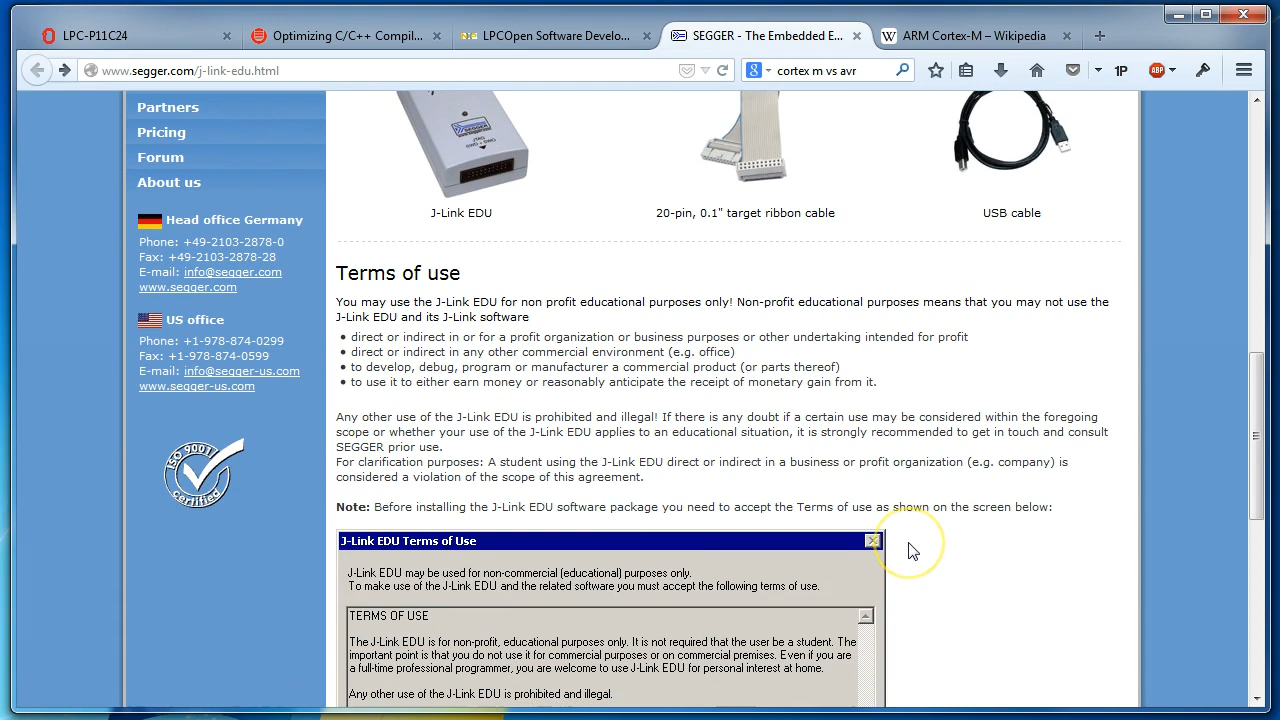 LPC-P11C24
Optimizing C/C++ Compil...
LPCOpen Software Develo...
SEGGER - The Embedded E...
ARM Cortex-M – Wikipedia
www.segger.com/j-link-edu.html
cortex m vs avr
1P
ABP
Partners
Pricing
Forum
About us
Head office Germany
Phone: +49-2103-2878-0
Fax: +49-2103-2878-28
E-mail: info@segger.com
www.segger.com
US office
Phone: +1-978-874-0299
Fax: +1-978-874-0599
E-mail: info@segger-us.com
www.segger-us.com
ISO 9001
certified
J-Link EDU
20-pin, 0.1" target ribbon cable
USB cable
Terms of use
You may use the J-Link EDU for non profit educational purposes only! Non-profit educational purposes means that you may not use the
J-Link EDU and its J-Link software
• direct or indirect in or for a profit organization or business purposes or other undertaking intended for profit
• direct or indirect in any other commercial environment (e.g. office)
• to develop, debug, program or manufacturer a commercial product (or parts thereof)
• to use it to either earn money or reasonably anticipate the receipt of monetary gain from it.
Any other use of the J-Link EDU is prohibited and illegal! If there is any doubt if a certain use may be considered within the foregoing
scope or whether your use of the J-Link EDU applies to an educational situation, it is strongly recommended to get in touch and consult
SEGGER prior use.
For clarification purposes: A student using the J-Link EDU direct or indirect in a business or profit organization (e.g. company) is
considered a violation of the scope of this agreement.
Note: Before installing the J-Link EDU software package you need to accept the Terms of use as shown on the screen below:
J-Link EDU Terms of Use
J-Link EDU may be used for non-commercial (educational) purposes only.
To make use of the J-Link EDU and the related software you must accept the following terms of use.
TERMS OF USE
The J-Link EDU is for non-profit, educational purposes only. It is not required that the user be a student. The
important point is that you do not use it for commercial purposes or on commercial premises. Even if you are
a full-time professional programmer, you are welcome to use J-Link EDU for personal interest at home.
Any other use of the J-Link EDU is prohibited and illegal.